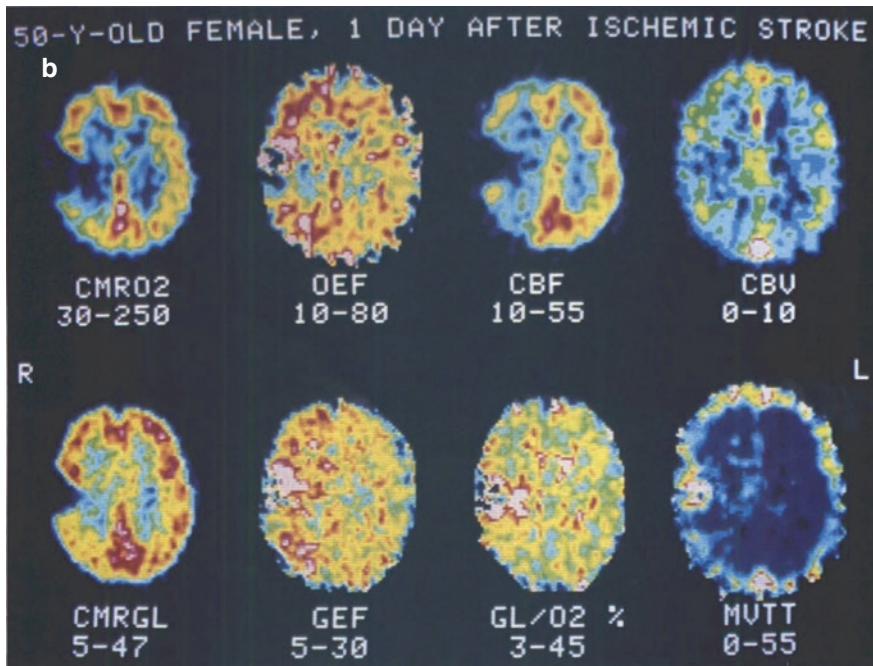 50-Y-OLD FEMALE, 1 DAY AFTER ISCHEMIC STROKE
b
CMRO2 OEF CBF CBV
30-250 10-80 10-55 0-10
R L
CMRGL GEF GL/O2 % MVTT
5-47 5-30 3-45 0-55